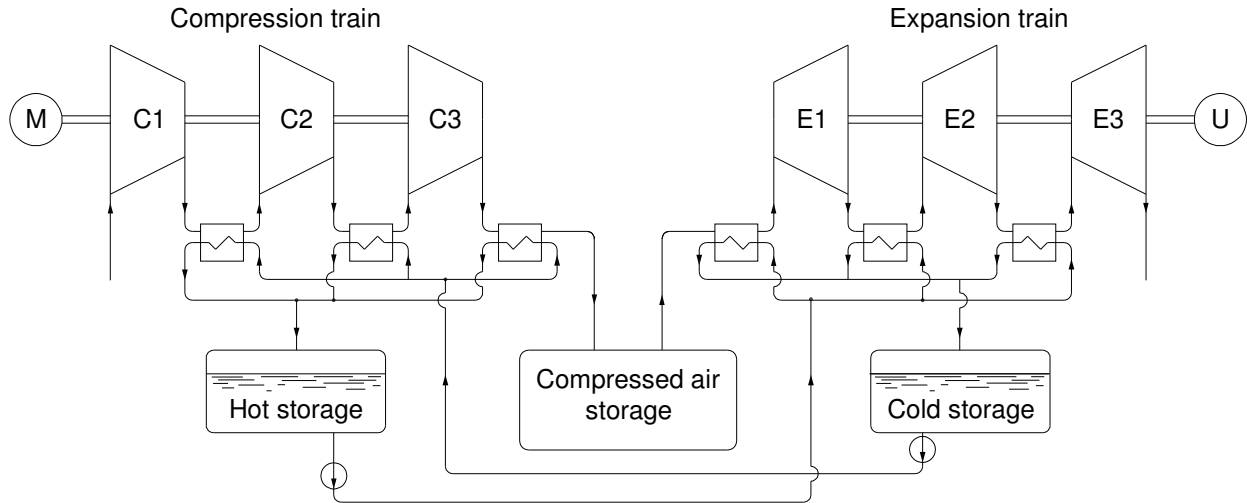 Compression train
Expansion train
M
C1
C2
C3
E1
E2
E3
U
Hot storage
Compressed air
storage
Cold storage